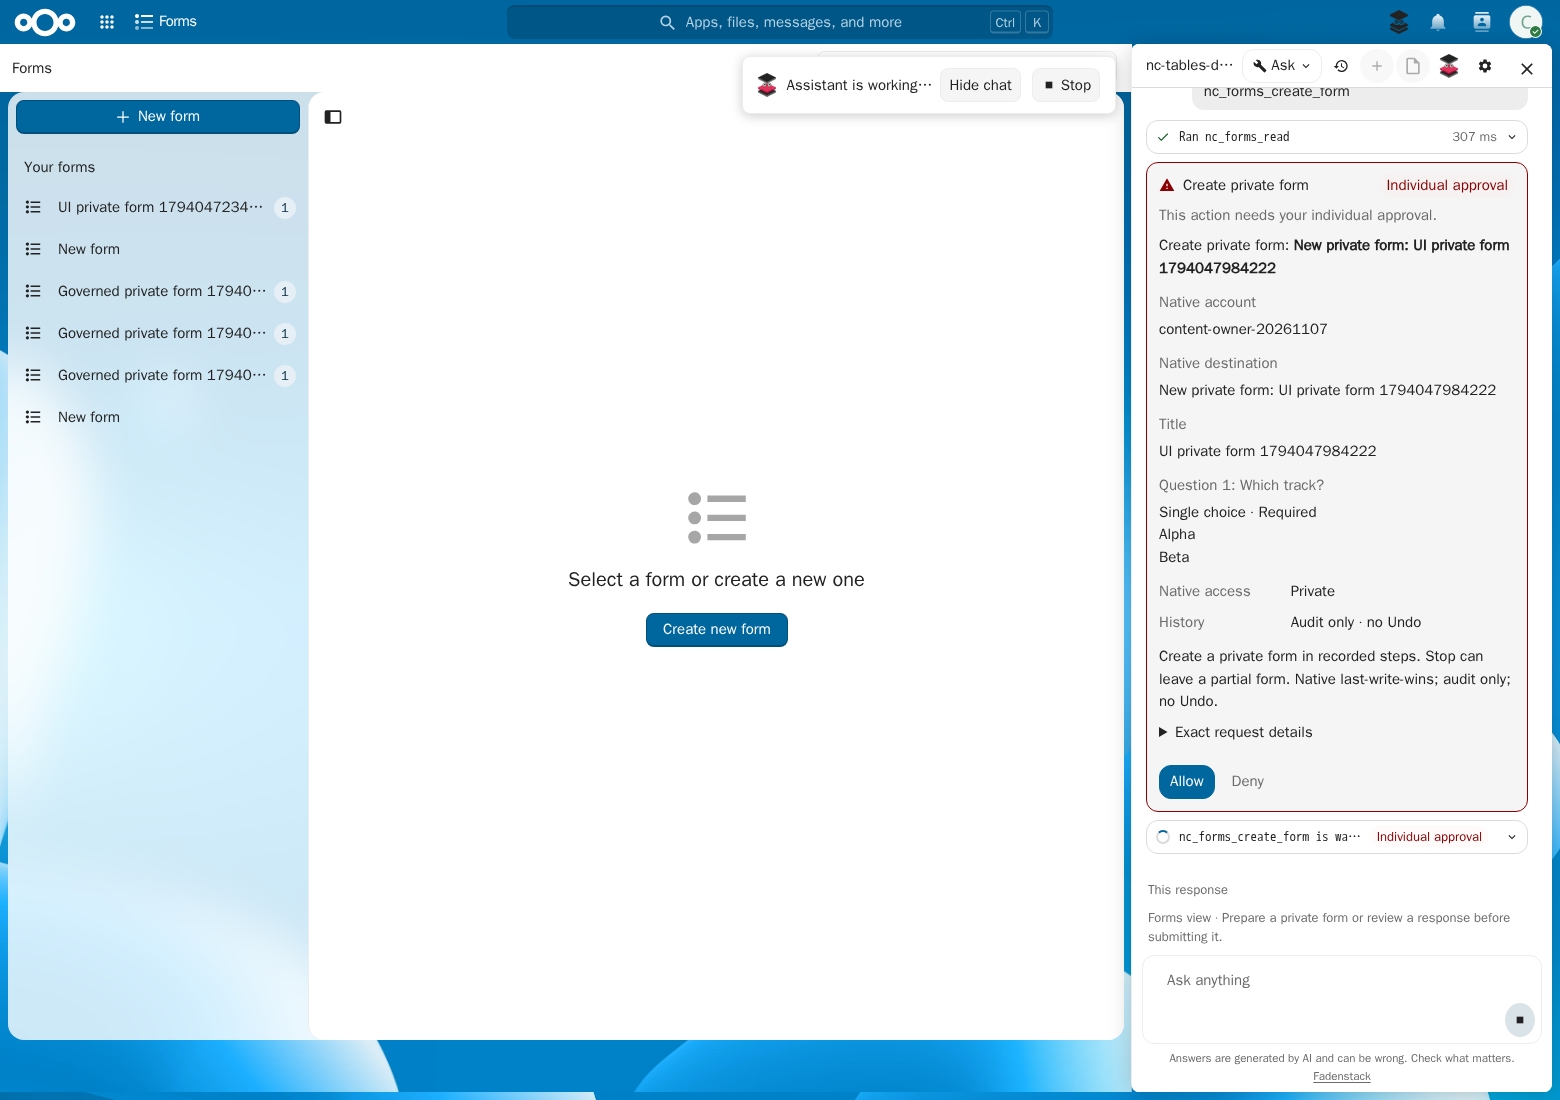 Forms
Apps, files, messages, and more
Ctrl
K
C
Forms
New form
Your forms
UI private form 1794047234···
1
New form
Governed private form 17940···
1
Governed private form 17940···
1
Governed private form 17940···
1
New form
Assistant is working···
Hide chat
Stop
Select a form or create a new one
Create new form
nc-tables-d···
Ask
nc_forms_create_form
Ran nc_forms_read
307 ms
Create private form
Individual approval
This action needs your individual approval.
Create private form: New private form: UI private form
1794047984222
Native account
content-owner-20261107
Native destination
New private form: UI private form 1794047984222
Title
UI private form 1794047984222
Question 1: Which track?
Single choice · Required
Alpha
Beta
Native access
Private
History
Audit only · no Undo
Create a private form in recorded steps. Stop can
leave a partial form. Native last-write-wins; audit only;
no Undo.
Exact request details
Allow
Deny
nc_forms_create_form is wa···
Individual approval
This response
Forms view · Prepare a private form or review a response before
submitting it.
Ask anything
Answers are generated by AI and can be wrong. Check what matters.
Fadenstack